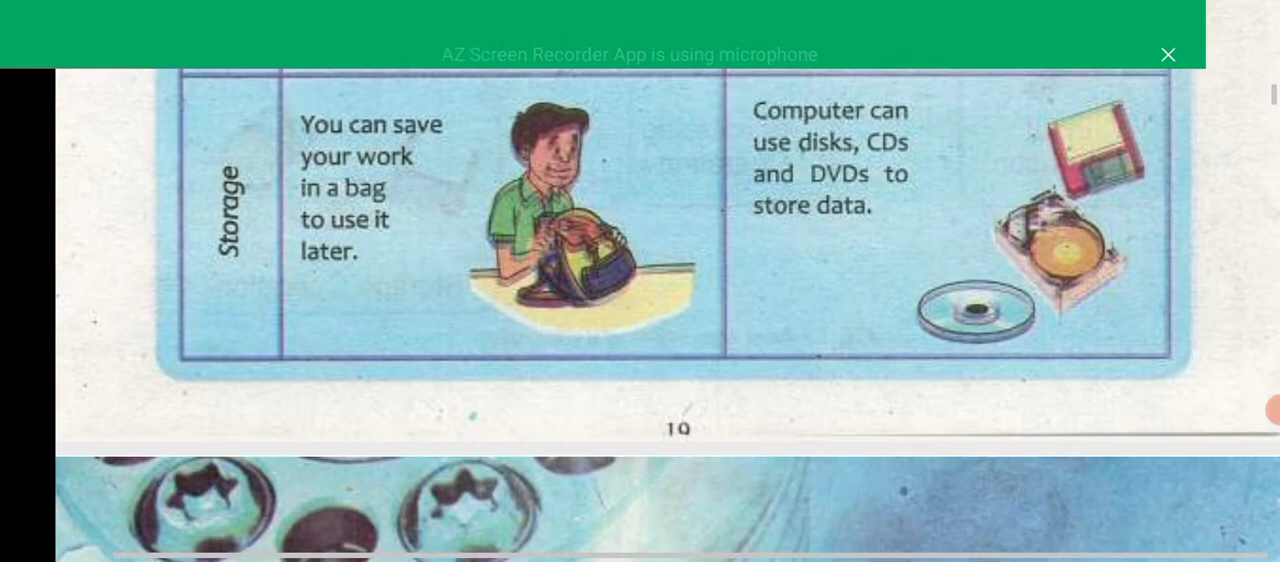 AZ Screen Recorder App is using microphone
Storage
You can save
your work
in a bag
to use it
later.
Computer can
use disks, CDs
and DVDs to
store data.